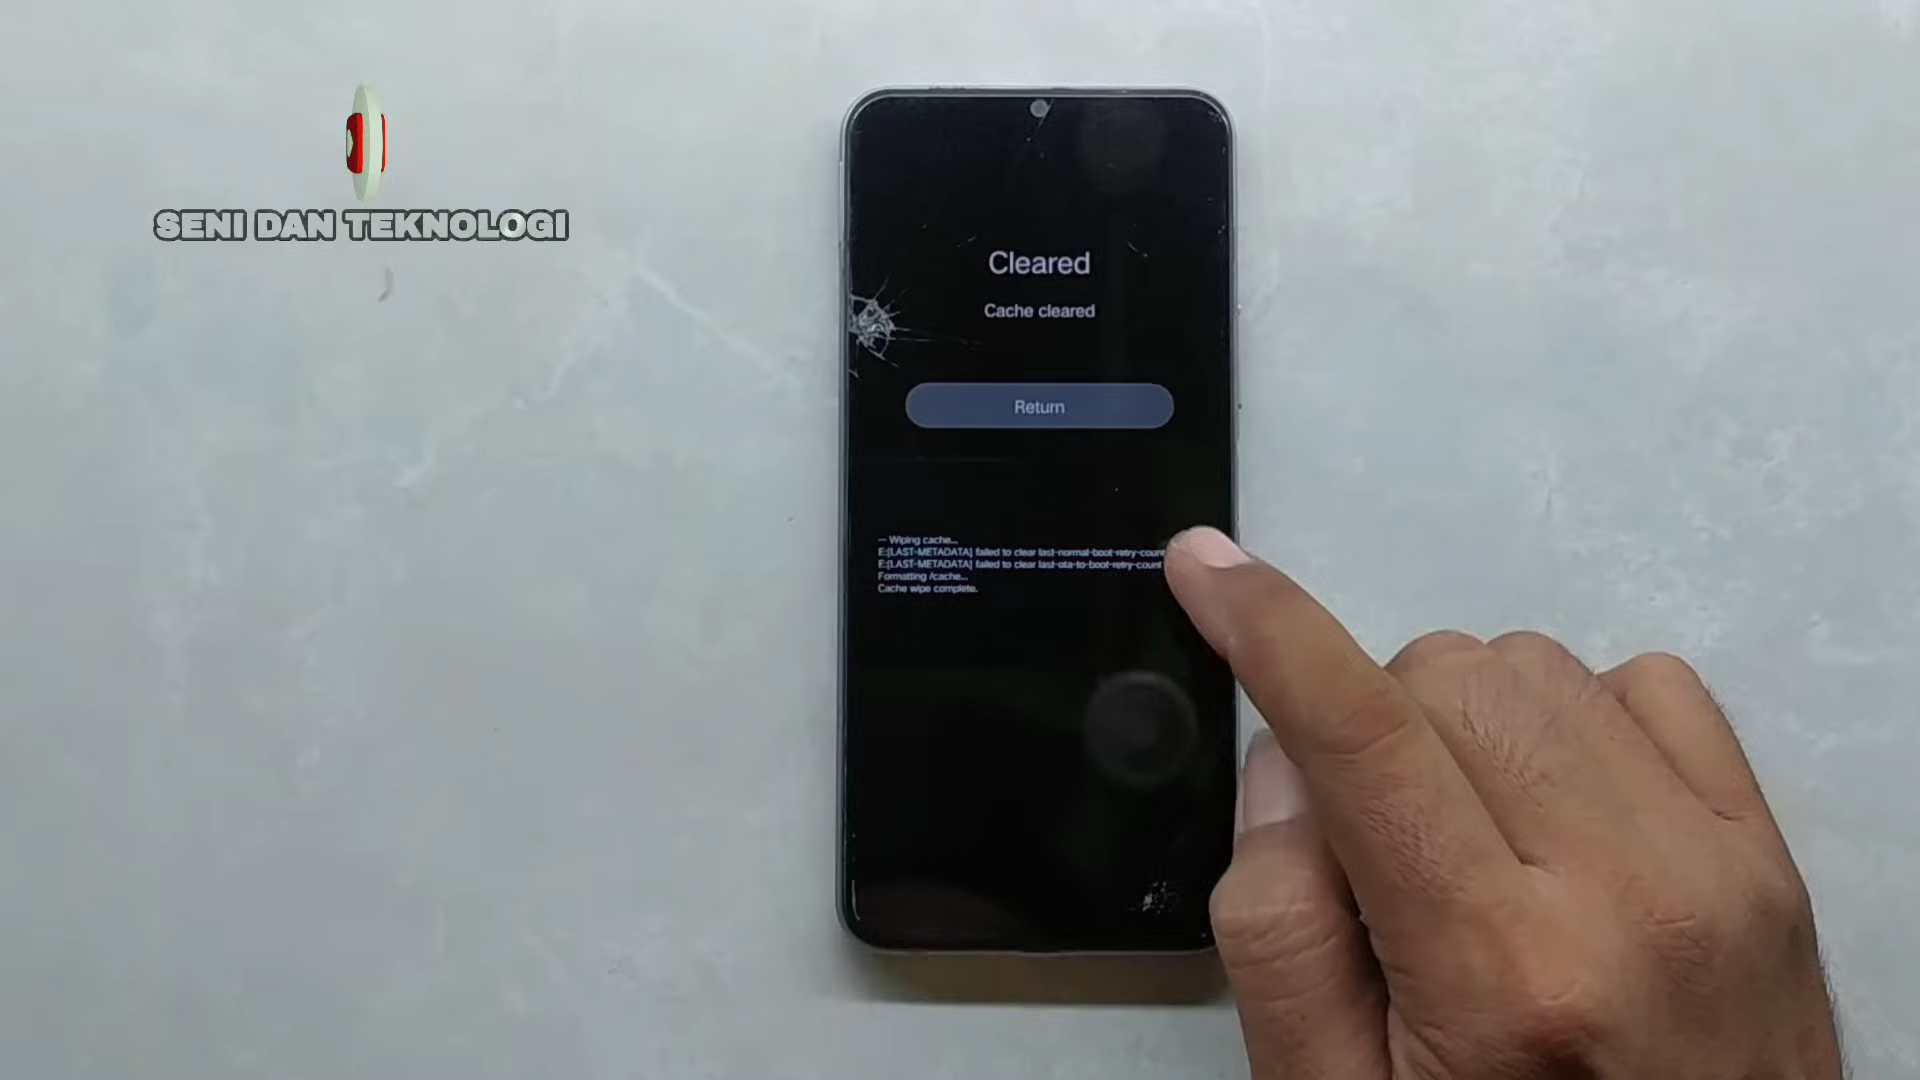 SENI DAN TEKNOLOGI
Cleared
Cache cleared
Return
-- Wiping cache...
E:[LAST-METADATA] failed to clear last-normal-boot-retry-count
E:[LAST-METADATA] failed to clear last-ota-to-boot-retry-count
Formatting /cache...
Cache wipe complete.